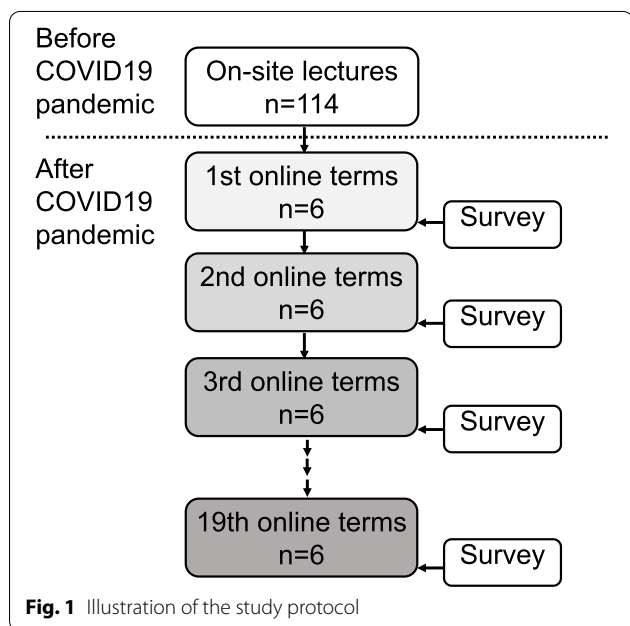 Before
COVID19
pandemic
On-site lectures
n=114
After
COVID19
pandemic
1st online terms
n=6
Survey
2nd online terms
n=6
Survey
3rd online terms
n=6
Survey
19th online terms
n=6
Survey
Fig. 1 Illustration of the study protocol